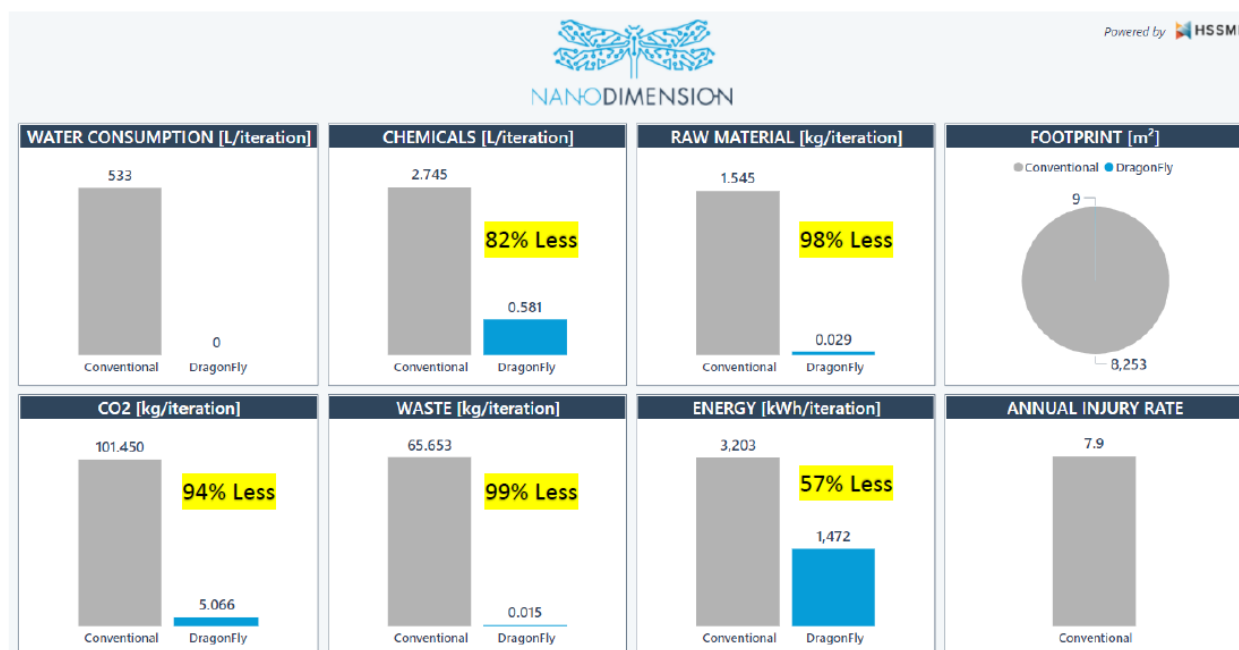 Powered by HSSMI
NANODIMENSION
WATER CONSUMPTION [L/iteration]
533
0
Conventional DragonFly
CHEMICALS [L/iteration]
2.745
82% Less
0.581
Conventional DragonFly
RAW MATERIAL [kg/iteration]
1.545
98% Less
0.029
Conventional DragonFly
FOOTPRINT [m²]
Conventional DragonFly
9
8,253
CO2 [kg/iteration]
101.450
94% Less
5.066
Conventional DragonFly
WASTE [kg/iteration]
65.653
99% Less
0.015
Conventional DragonFly
ENERGY [kWh/iteration]
3,203
57% Less
1,472
Conventional DragonFly
ANNUAL INJURY RATE
7.9
Conventional